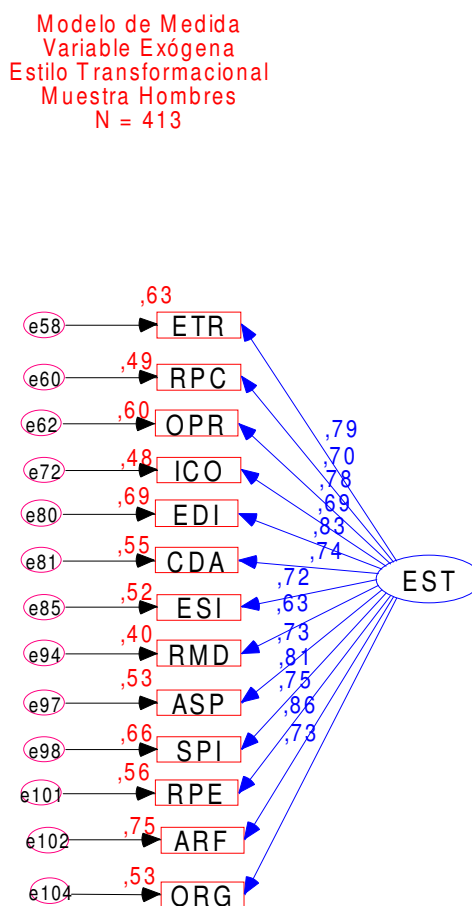 Modelo de Medida
Variable Exógena
Estilo Transformacional
Muestra Hombres
N = 413
,63
e58 ETR
,49
e60 RPC
,79
,60
e62 OPR
,70
,78
,48
e72 ICO
,69
,69
e80 EDI
,83
,74
,55
e81 CDA
EST
,72
,52
e85 ESI
,63
,73
,40
e94 RMD
,81
,53
e97 ASP
,75
,86
,66
e98 SPI
,73
,56
e101 RPE
,75
e102 ARF
,53
e104 ORG